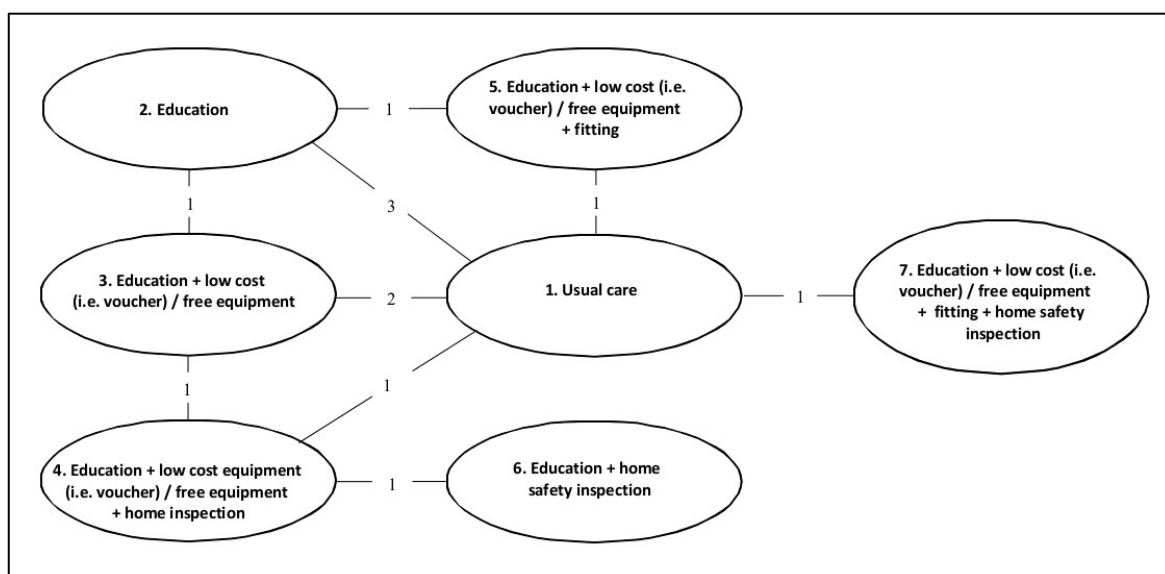 2. Education
1
5. Education + low cost (i.e.
voucher) / free equipment
+ fitting
1
3
1
3. Education + low cost
(i.e. voucher) / free equipment
2
1. Usual care
1
7. Education + low cost (i.e.
voucher) / free equipment
+ fitting + home safety
inspection
1
1
4. Education + low cost equipment
(i.e. voucher) / free equipment
+ home inspection
1
6. Education + home
safety inspection